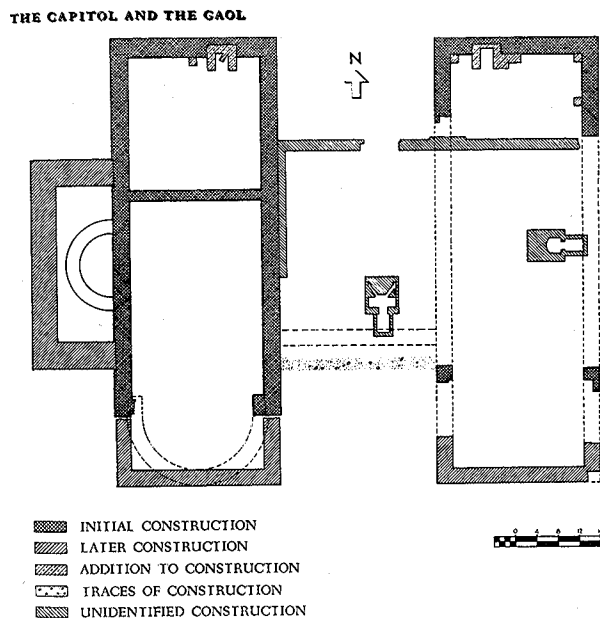 THE CAPITOL AND THE GAOL
N
INITIAL CONSTRUCTION
LATER CONSTRUCTION
ADDITION TO CONSTRUCTION
TRACES OF CONSTRUCTION
UNIDENTIFIED CONSTRUCTION
0 4 8 12